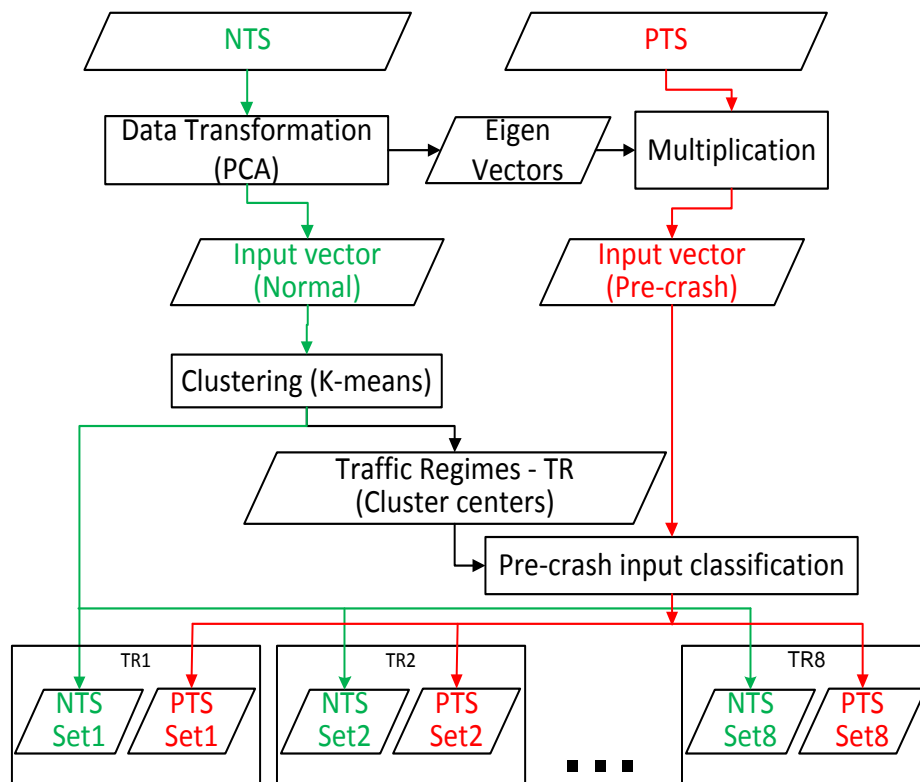 NTS
PTS
Data Transformation
(PCA)
Eigen
Vectors
Multiplication
Input vector
(Normal)
Input vector
(Pre-crash)
Clustering (K-means)
Traffic Regimes - TR
(Cluster centers)
Pre-crash input classification
TR1
NTS
Set1
PTS
Set1
TR2
NTS
Set2
PTS
Set2
TR8
NTS
Set8
PTS
Set8